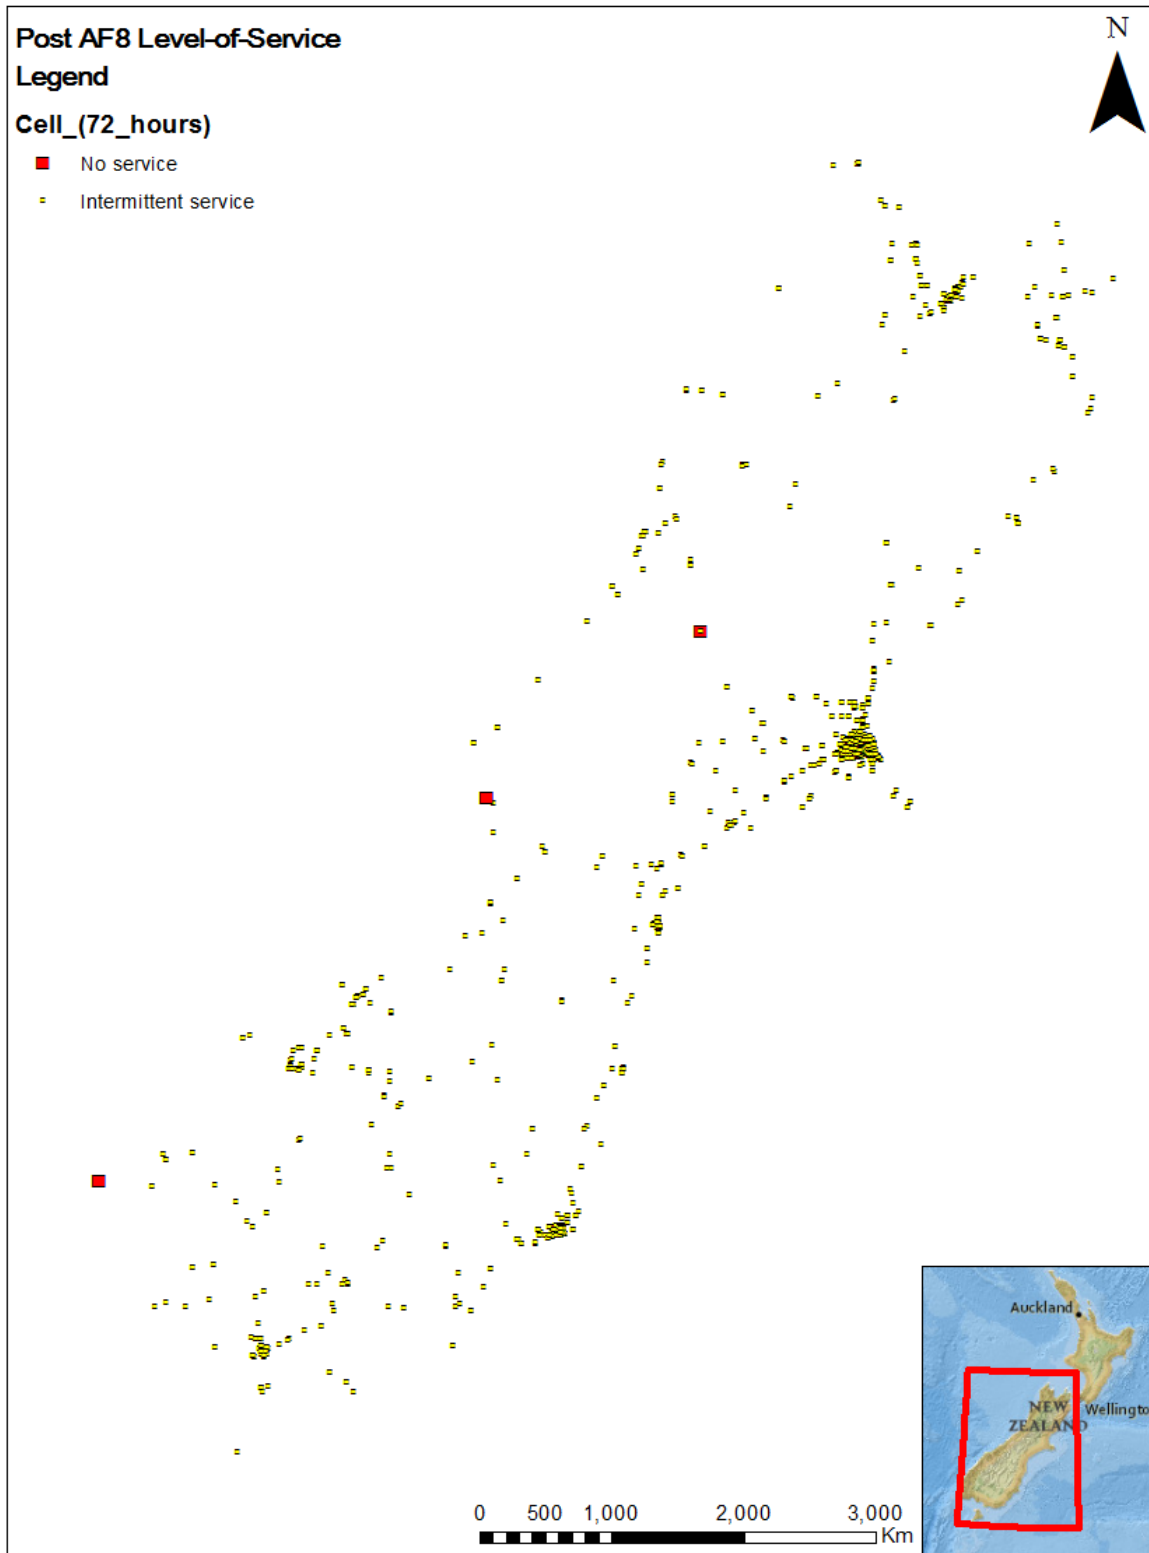 Post AF8 Level-of-Service
Legend
Cell_(72_hours)
No service
Intermittent service
N
Auckland
NEW
ZEALAND
Wellingto
0 500 1,000 2,000 3,000
Km